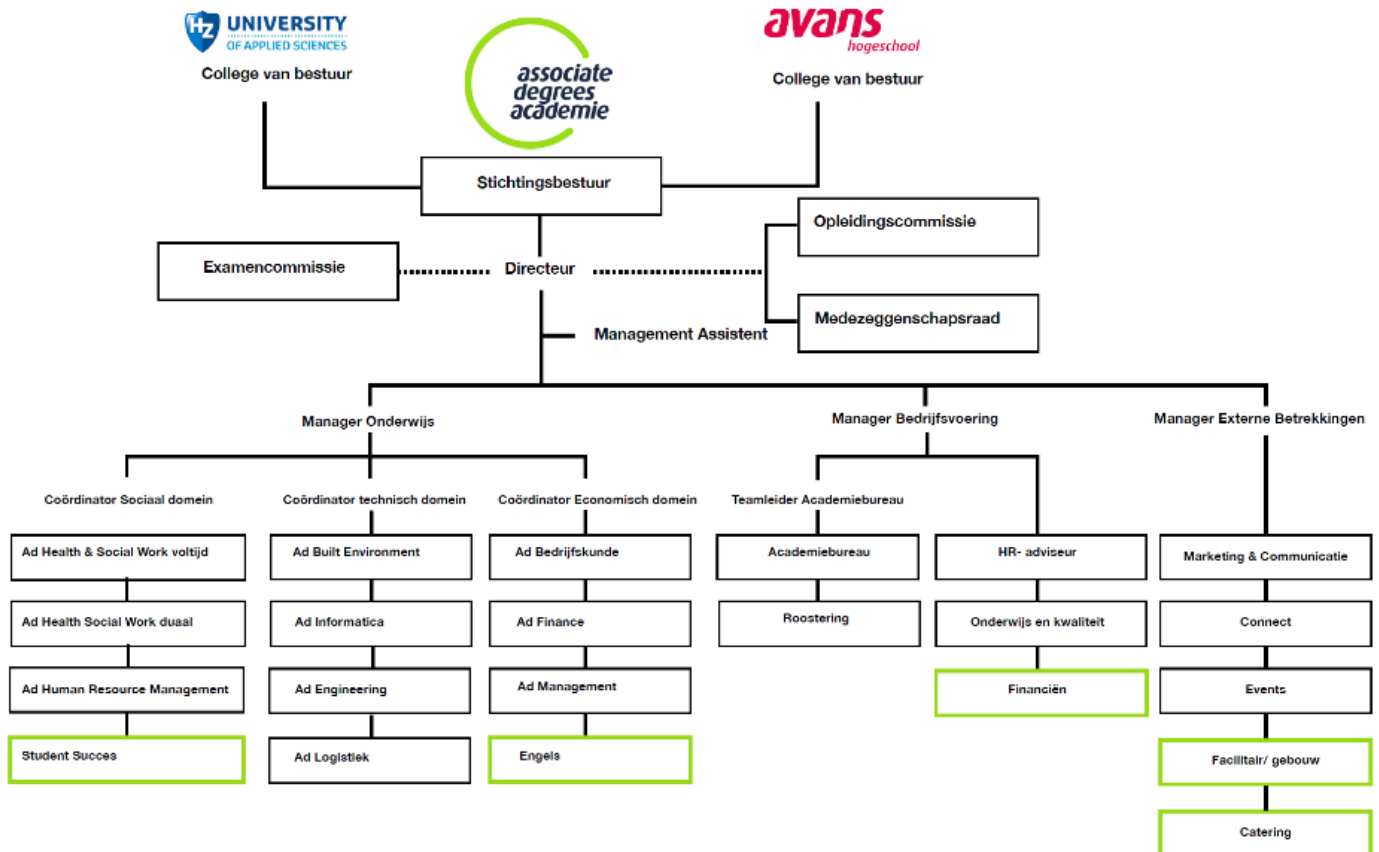 HZ UNIVERSITY
OF APPLIED SCIENCES
College van bestuur
associate
degrees
academie
avans
hogeschool
College van bestuur
Stichtingsbestuur
Opleidingscommissie
Examencommissie
Directeur
Medezeggenschapsraad
Management Assistent
Manager Onderwijs
Manager Bedrijfsvoering
Manager Externe Betrekkingen
Coördinator Sociaal domein
Coördinator technisch domein
Coördinator Economisch domein
Teamleider Academiebureau
Ad Health & Social Work voltijd
Ad Built Environment
Ad Bedrijfskunde
Academiebureau
HR- adviseur
Marketing & Communicatie
Ad Health Social Work duaal
Ad Informatica
Ad Finance
Roostering
Onderwijs en kwaliteit
Connect
Ad Human Resource Management
Ad Engineering
Ad Management
Financiën
Events
Student Succes
Ad Logistiek
Engels
Facilitair/ gebouw
Catering